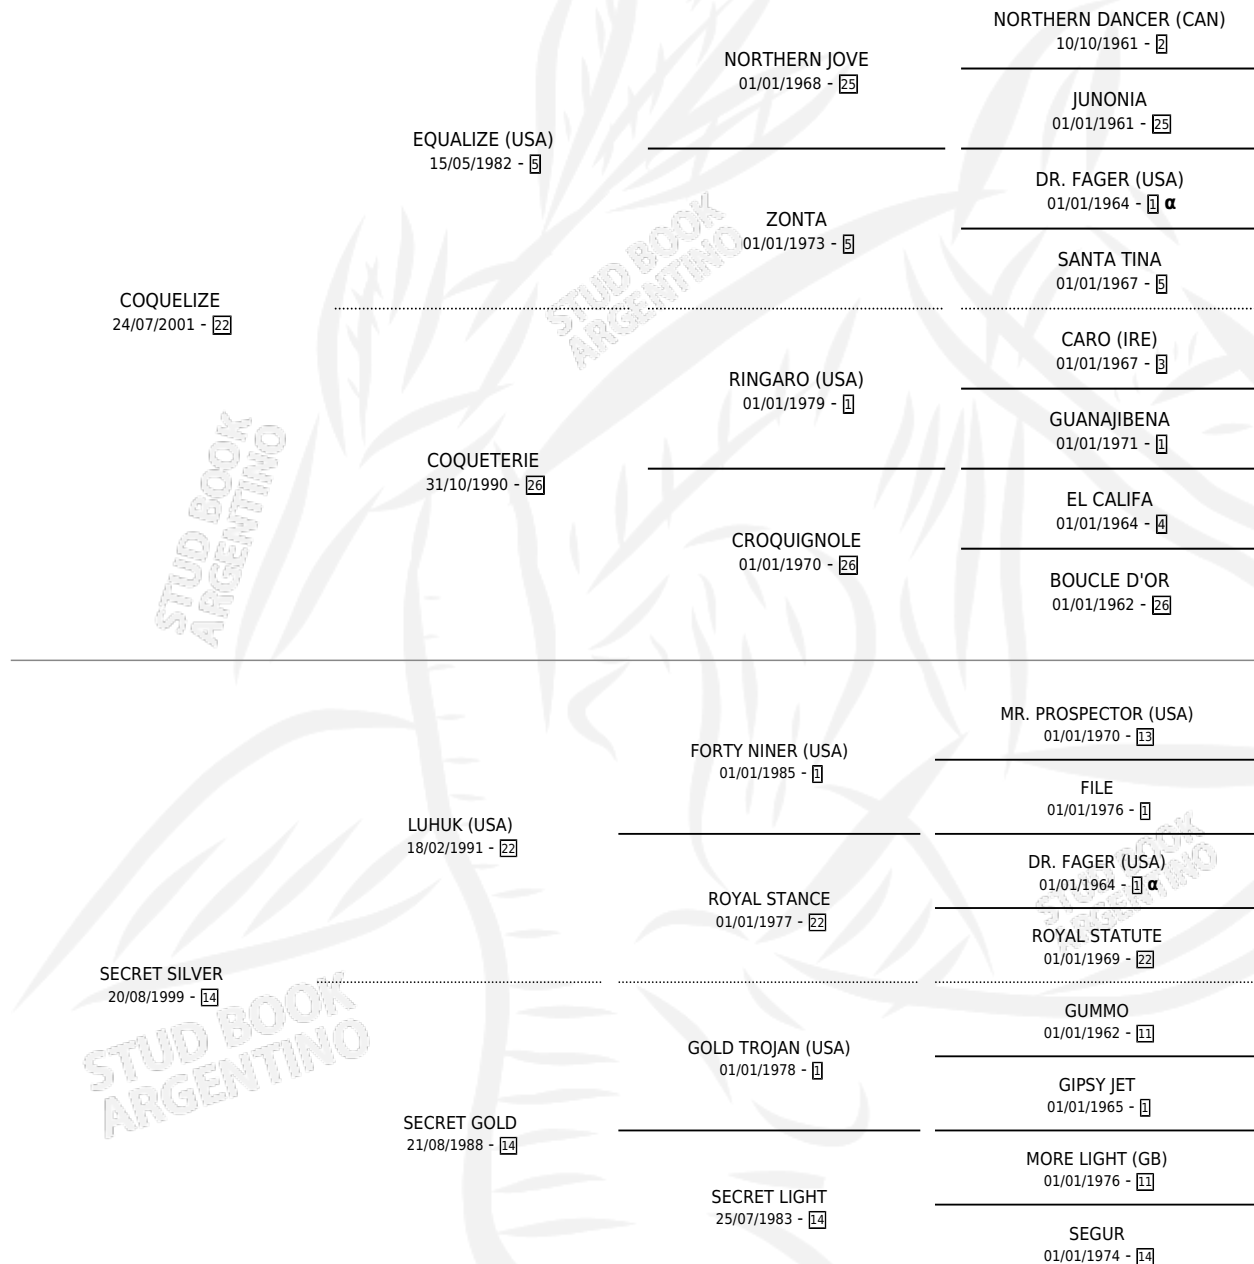 NORTHERN DANCER (CAN)
10/10/1961 - 2
NORTHERN JOVE
01/01/1968 - 25
JUNONIA
01/01/1961 - 25
EQUALIZE (USA)
15/05/1982 - 5
DR. FAGER (USA)
01/01/1964 - 1 α
ZONTA
01/01/1973 - 5
SANTA TINA
01/01/1967 - 5
COQUELIZE
24/07/2001 - 22
CARO (IRE)
01/01/1967 - 3
RINGARO (USA)
01/01/1979 - 1
GUANAJIBENA
01/01/1971 - 1
COQUETERIE
31/10/1990 - 26
EL CALIFA
01/01/1964 - 4
CROQUIGNOLE
01/01/1970 - 26
BOUCLE D'OR
01/01/1962 - 26
STUD BOOK
ARGENTINO
STUD BOOK
ARGENTINO
MR. PROSPECTOR (USA)
01/01/1970 - 13
FORTY NINER (USA)
01/01/1985 - 1
FILE
01/01/1976 - 1
LUHUK (USA)
18/02/1991 - 22
DR. FAGER (USA)
01/01/1964 - 1 α
ROYAL STANCE
01/01/1977 - 22
ROYAL STATUTE
01/01/1969 - 22
SECRET SILVER
20/08/1999 - 14
GUMMO
01/01/1962 - 11
GOLD TROJAN (USA)
01/01/1978 - 1
GIPSY JET
01/01/1965 - 1
SECRET GOLD
21/08/1988 - 14
MORE LIGHT (GB)
01/01/1976 - 11
SECRET LIGHT
25/07/1983 - 14
SEGUR
01/01/1974 - 14
STUD BOOK
ARGENTINO
STUD BOOK
ARGENTINO